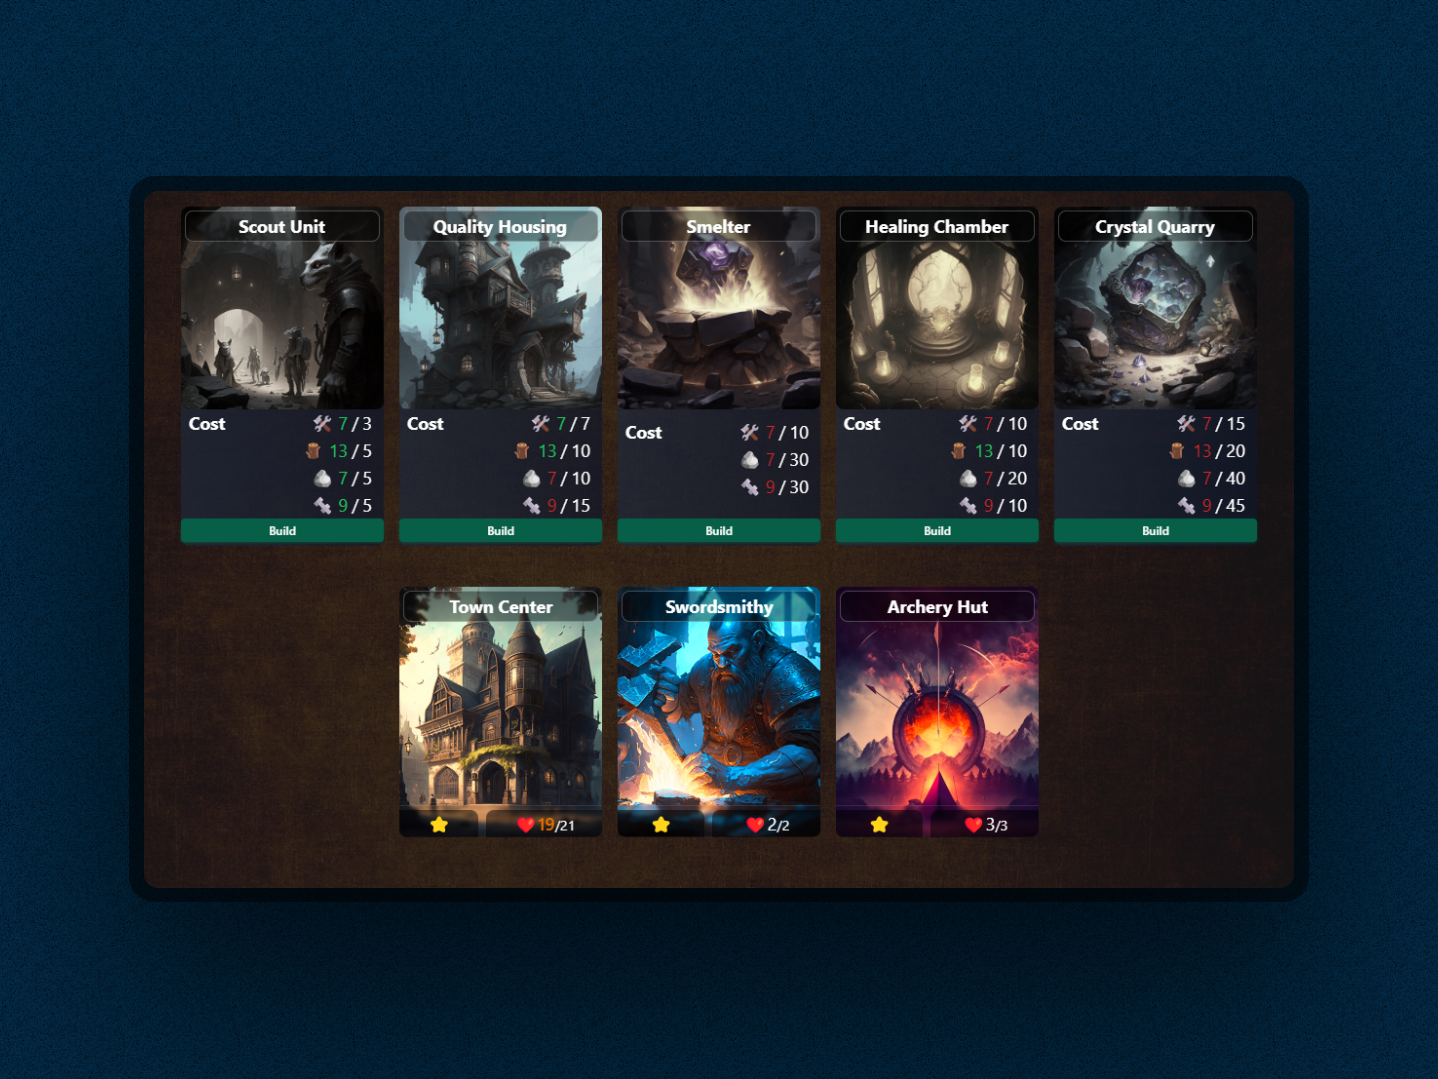 Scout Unit
Quality Housing
Smelter
Healing Chamber
Crystal Quarry
Cost
7 / 3
13 / 5
7 / 5
9 / 5
Build
Cost
7 / 7
13 / 10
7 / 10
9 / 15
Build
Cost
7 / 10
7 / 30
9 / 30
Build
Cost
7 / 10
13 / 10
7 / 20
9 / 10
Build
Cost
7 / 15
13 / 20
7 / 40
9 / 45
Build
Town Center
19/21
Swordsmithy
2/2
Archery Hut
3/3